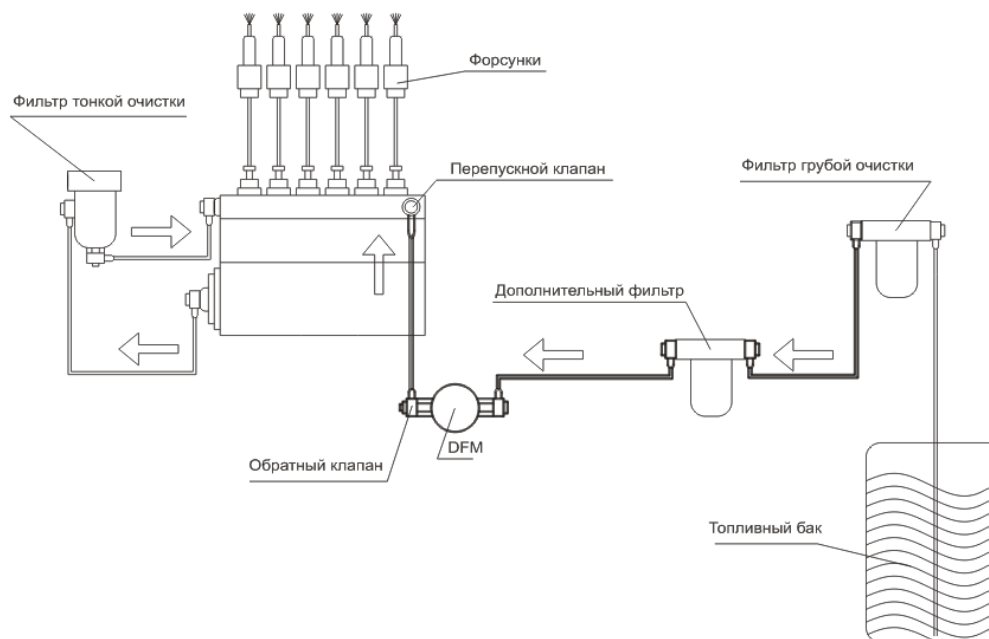 Форсунки
Фильтр тонкой очистки
Перепускной клапан
Фильтр грубой очистки
Дополнительный фильтр
DFM
Обратный клапан
Топливный бак